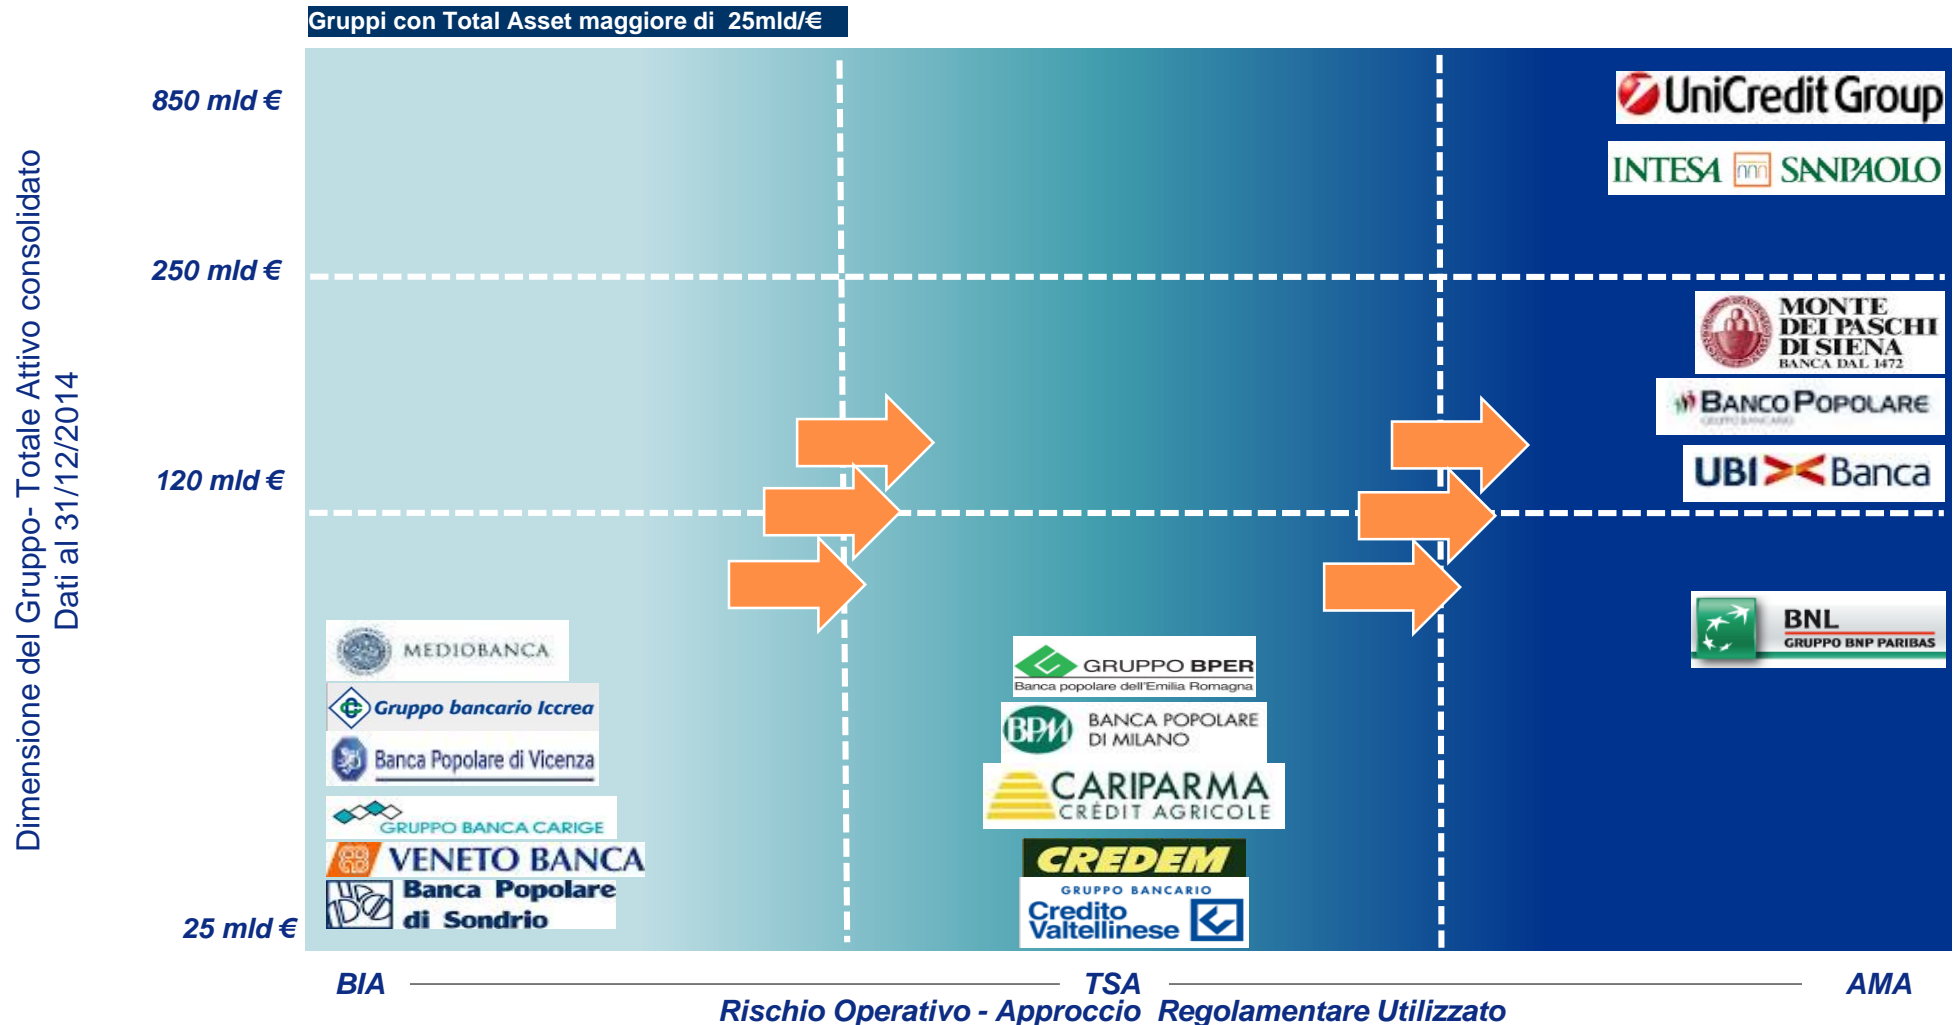 Gruppi con Total Asset maggiore di 25mld/€
Dimensione del Gruppo- Totale Attivo consolidato
Dati al 31/12/2014
850 mld €
250 mld €
120 mld €
25 mld €
UniCredit Group
INTESA SANPAOLO
MONTE
DEI PASCHI
DI SIENA
BANCA DAL 1472
BANCO POPOLARE
GRUPPO BANCARIO
UBI Banca
BNL
GRUPPO BNP PARIBAS
MEDIOBANCA
Gruppo bancario Iccrea
Banca Popolare di Vicenza
GRUPPO BANCA CARIGE
VENETO BANCA
Banca Popolare
di Sondrio
GRUPPO BPER
Banca popolare dell'Emilia Romagna
BPM BANCA POPOLARE
DI MILANO
CARIPARMA
CRÉDIT AGRICOLE
CREDEM
GRUPPO BANCARIO
Credito
Valtellinese
BIA TSA AMA
Rischio Operativo - Approccio Regolamentare Utilizzato